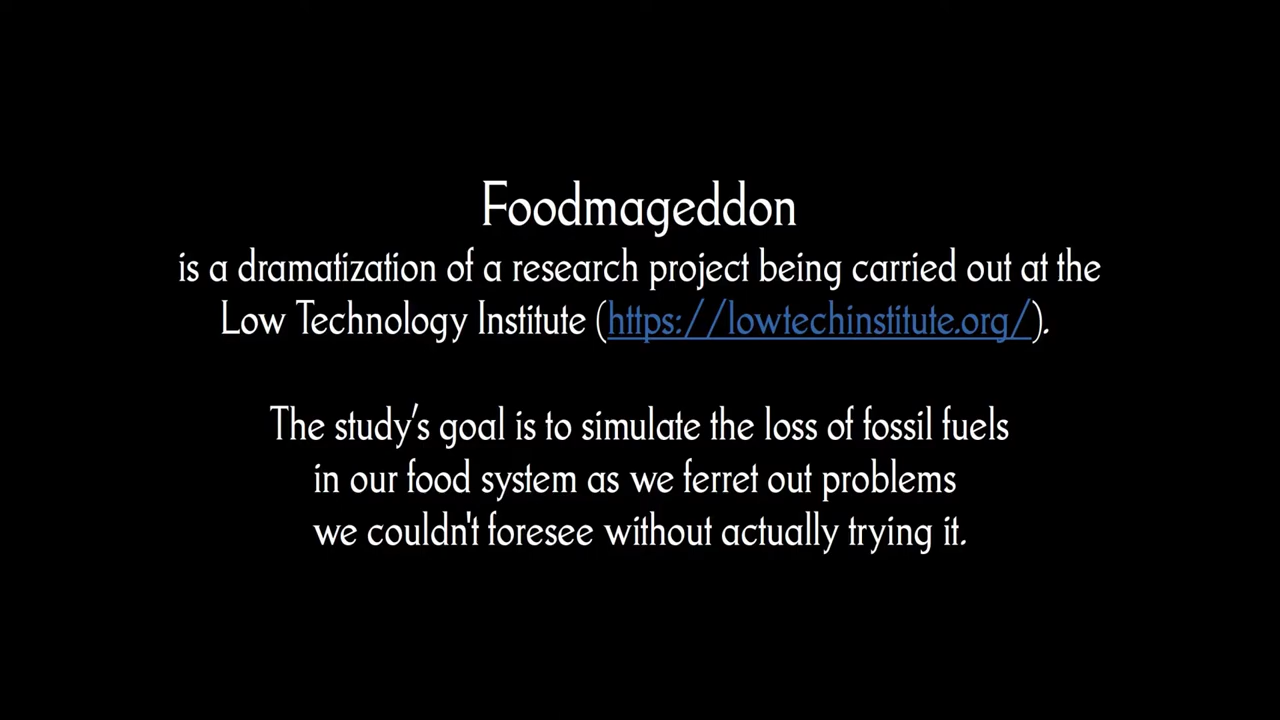 Foodmageddon
is a dramatization of a research project being carried out at the
Low Technology Institute (https://lowtechinstitute.org/).
The study’s goal is to simulate the loss of fossil fuels
in our food system as we ferret out problems
we couldn't foresee without actually trying it.